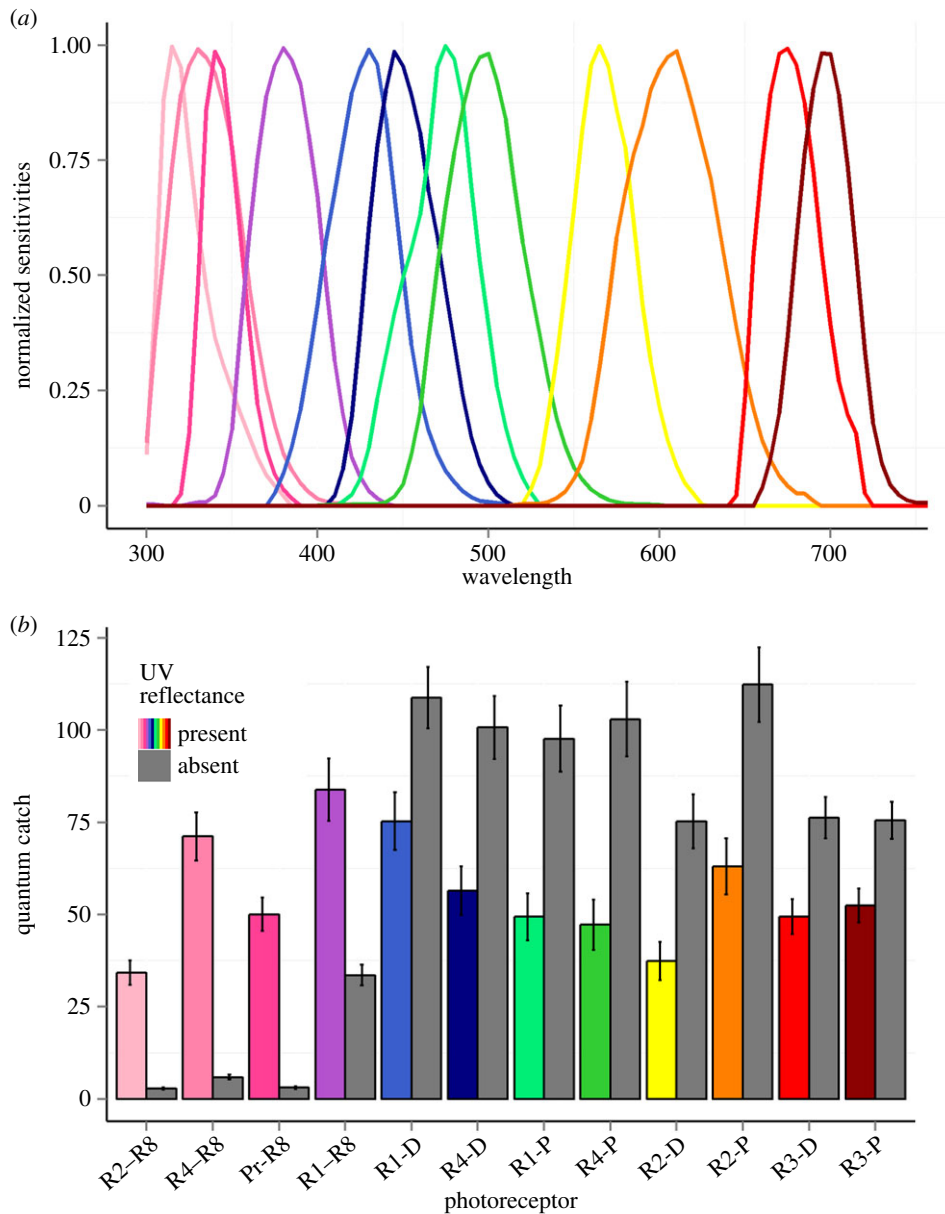 (a)
1.00
0.75
0.50
0.25
0
normalized sensitivities
300 400 500 600 700
wavelength
(b)
125
100
75
50
25
0
quantum catch
UV
reflectance
present
absent
R2–R8 R4–R8 Pr-R8 R1–R8 R1-D R4-D R1-P R4-P R2-D R2-P R3-D R3-P
photoreceptor